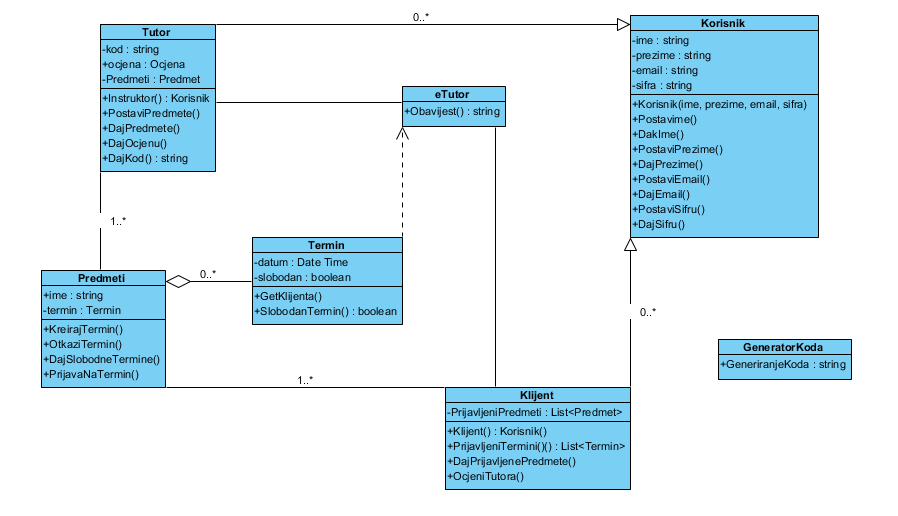 0..*
Tutor
-kod : string
+ocjena : Ocjena
-Predmeti : Predmet
+Instruktor() : Korisnik
+PostaviPredmete()
+DajPredmete()
+DajOcjenu()
+DajKod() : string
Korisnik
-ime : string
-prezime : string
-email : string
-sifra : string
+Korisnik(ime, prezime, email, sifra)
+Postavime()
+DakIme()
+PostaviPrezime()
+DajPrezime()
+PostaviEmail()
+DajEmail()
+PostaviSifru()
+DajSifru()
eTutor
+Obavijest() : string
1..*
Termin
-datum : Date Time
-slobodan : boolean
+GetKlijenta()
+SlobodanTermin() : boolean
0..*
Predmeti
+ime : string
-termin : Termin
+KreirajTermin()
+OtkaziTermin()
+DajSlobodneTermine()
+PrijavaNaTermin()
0..*
GeneratorKoda
+GeneriranjeKoda : string
1..*
Klijent
-PrijavljeniPredmeti : List<Predmet>
+Klijent() : Korisnik()
+PrijavljeniTermini()() : List<Termin>
+DajPrijavljenePredmete()
+OcjeniTutora()